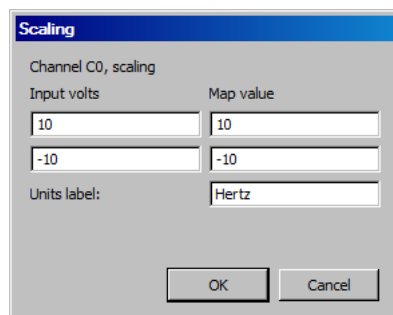 Scaling
Channel C0, scaling
Input volts Map value
10 10
-10 -10
Units label: Hertz
OK Cancel